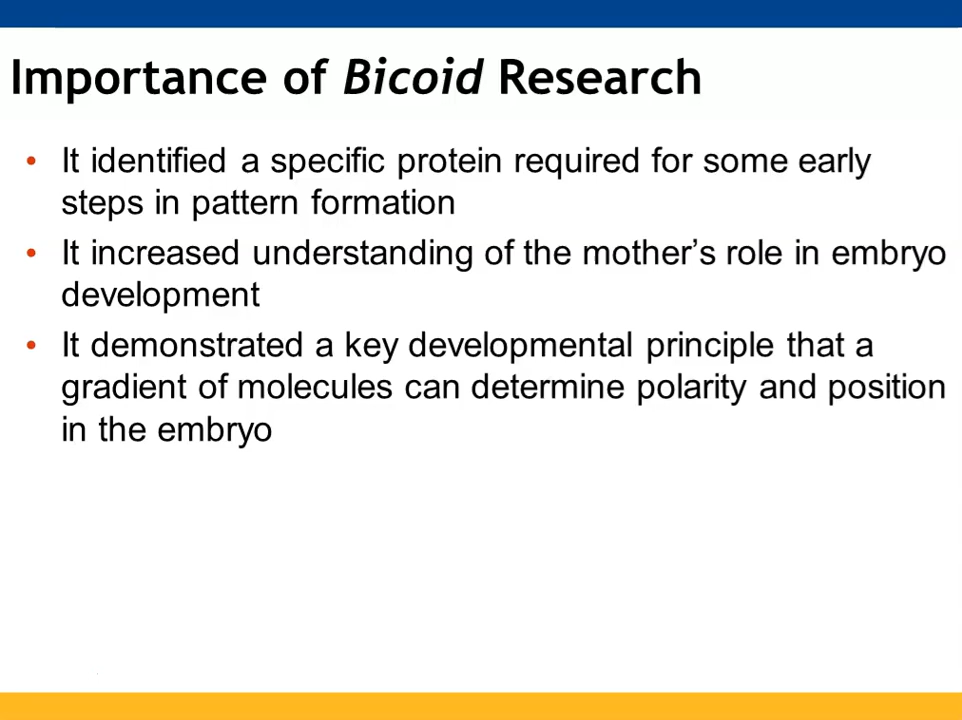 Importance of Bicoid Research
• It identified a specific protein required for some early
steps in pattern formation
• It increased understanding of the mother’s role in embryo
development
• It demonstrated a key developmental principle that a
gradient of molecules can determine polarity and position
in the embryo